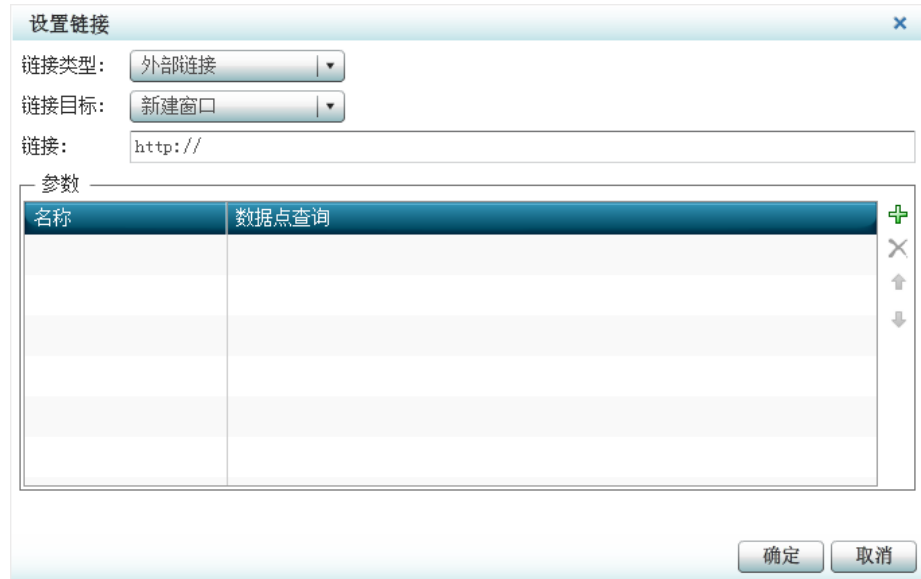 设置链接
链接类型: 外部链接
链接目标: 新建窗口
链接: http://
参数
名称 数据点查询
确定 取消